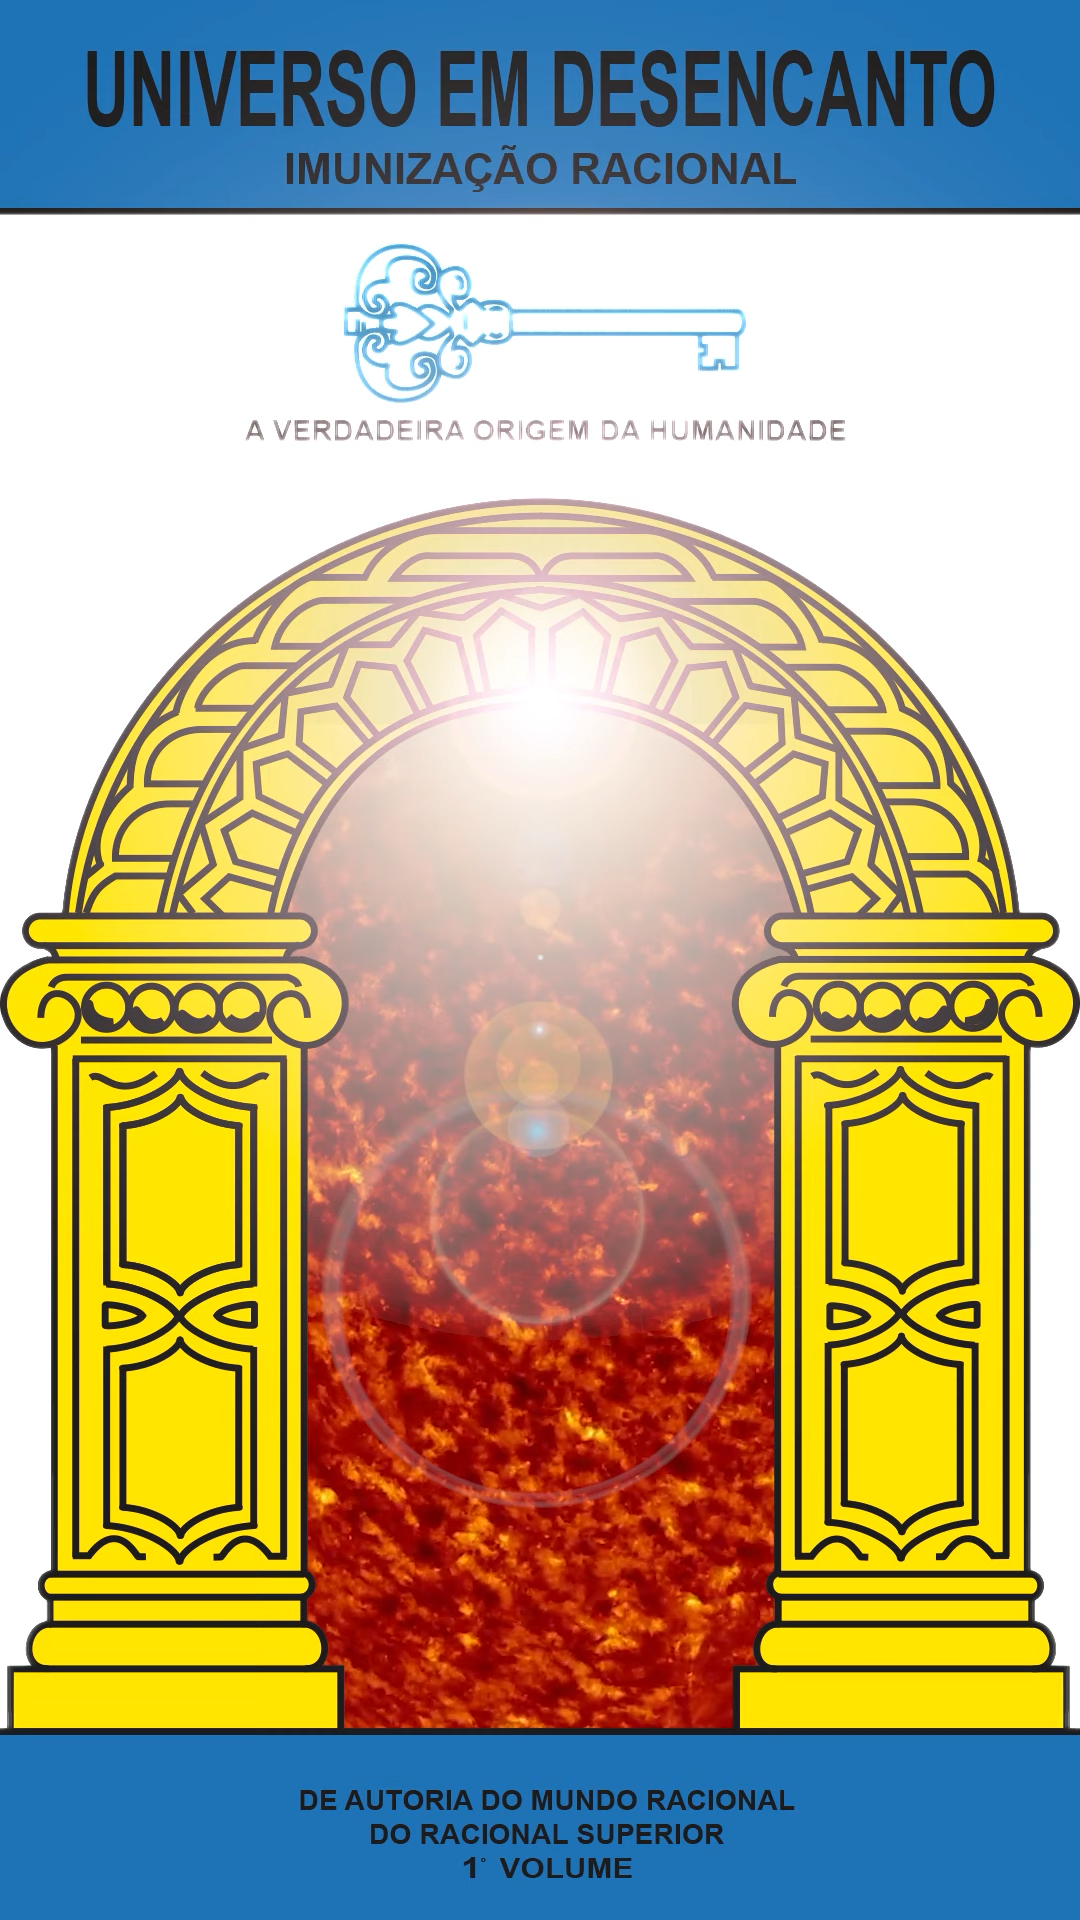 UNIVERSO EM DESENCANTO
IMUNIZAÇÃO RACIONAL
A VERDADEIRA ORIGEM DA HUMANIDADE
DE AUTORIA DO MUNDO RACIONAL
DO RACIONAL SUPERIOR
1° VOLUME